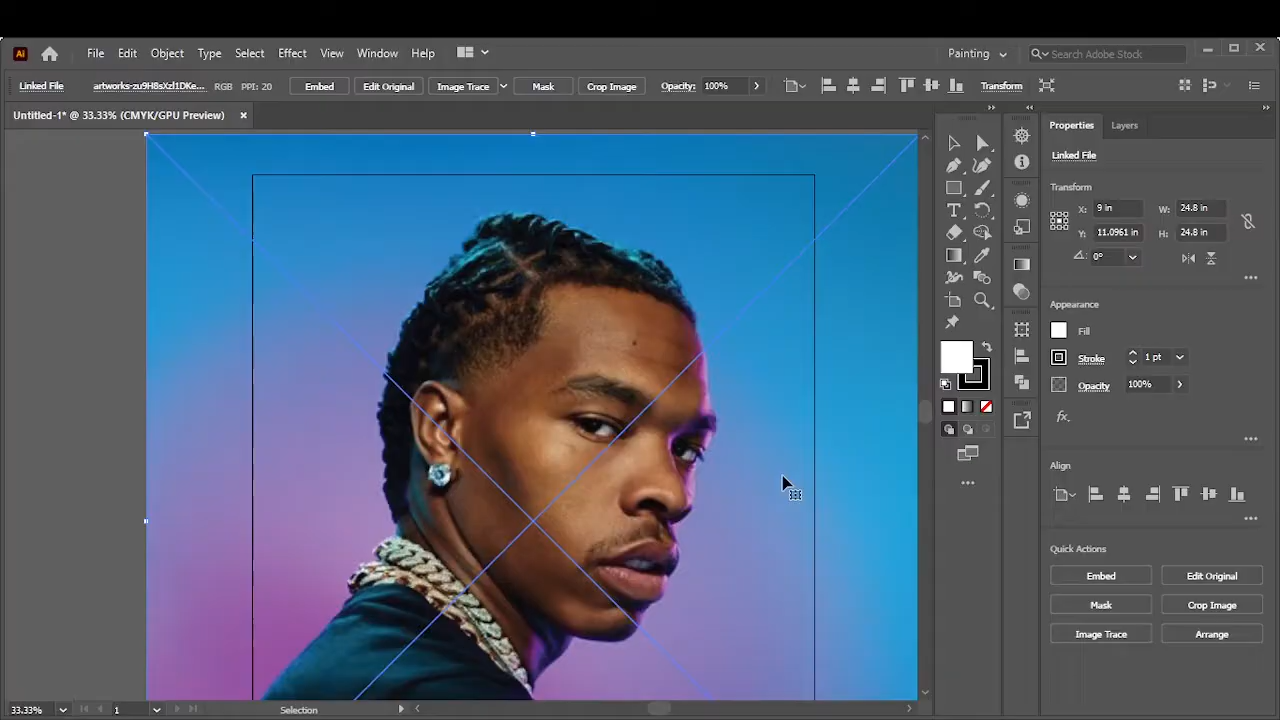 Ai File Edit Object Type Select Effect View Window Help Painting Search Adobe Stock
Linked File artworks-zu9H8sXzl1DKe... RGB PPI: 20 Embed Edit Original Image Trace Mask Crop Image Opacity: 100% Transform
Untitled-1* @ 33.33% (CMYK/GPU Preview)
Properties Layers
Linked File
Transform
X: 9 in W: 24.8 in
Y: 11.0961 in H: 24.8 in
0°
Appearance
Fill
Stroke 1 pt
Opacity 100%
fx.
Align
Quick Actions
Embed Edit Original
Mask Crop Image
Image Trace Arrange
33.33% 1 Selection